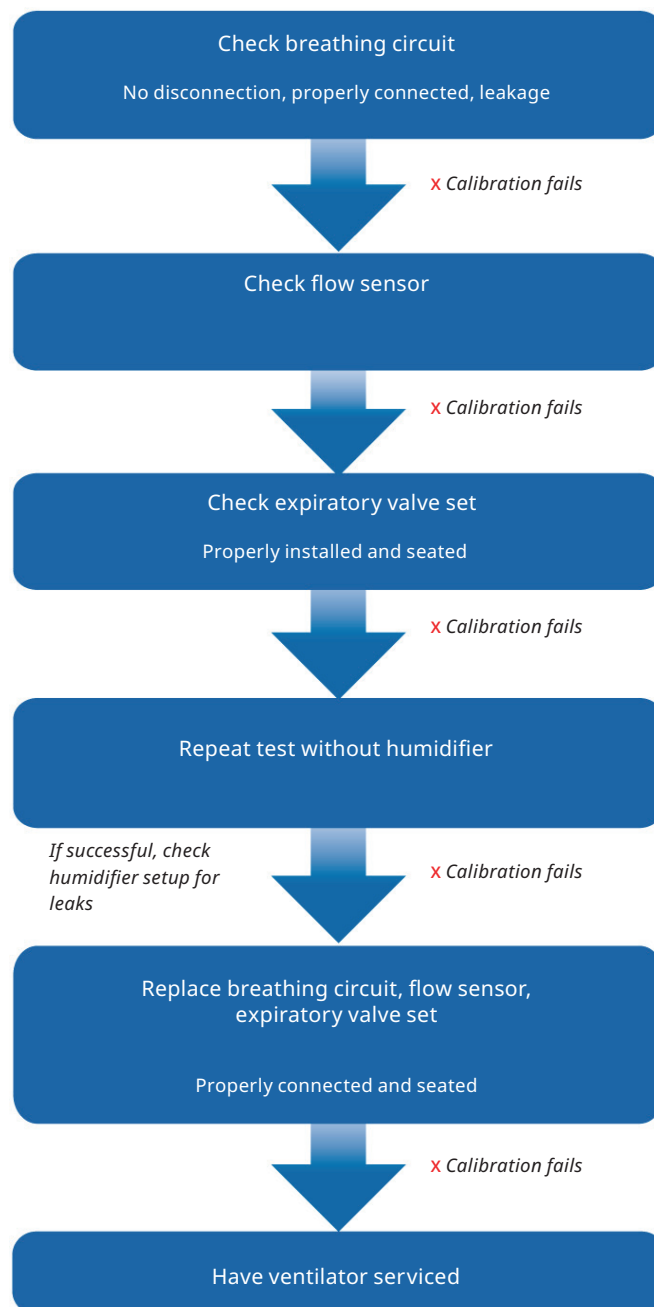 Check breathing circuit
No disconnection, properly connected, leakage
x Calibration fails
Check flow sensor
x Calibration fails
Check expiratory valve set
Properly installed and seated
x Calibration fails
Repeat test without humidifier
If successful, check
humidifier setup for
leaks
x Calibration fails
Replace breathing circuit, flow sensor,
expiratory valve set
Properly connected and seated
x Calibration fails
Have ventilator serviced